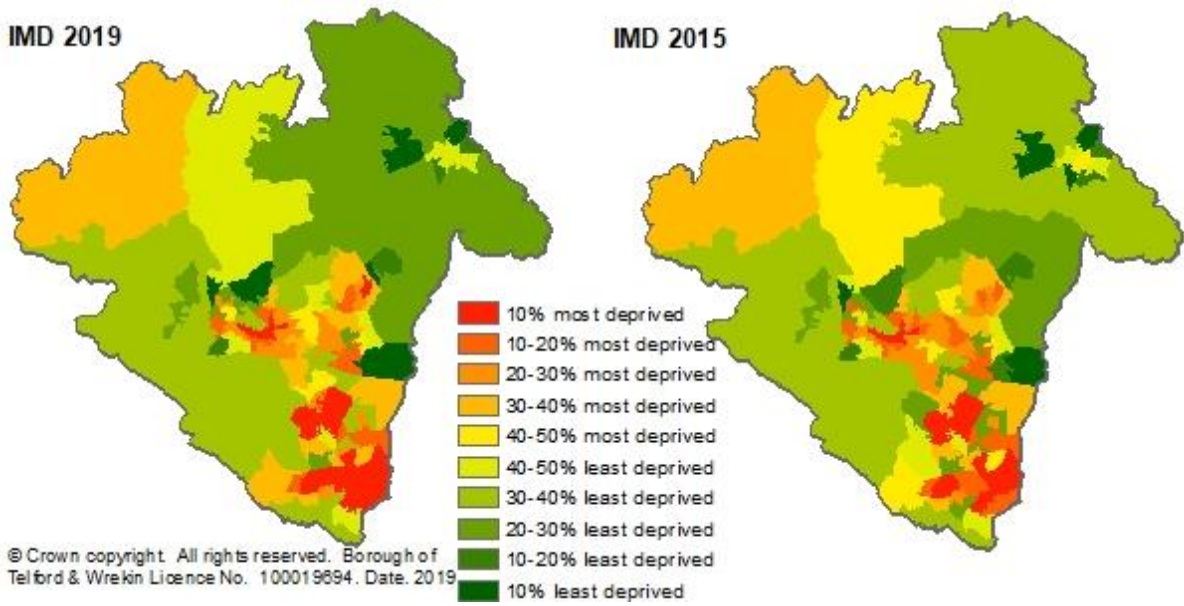 IMD 2019
IMD 2015
10% most deprived
10-20% most deprived
20-30% most deprived
30-40% most deprived
40-50% most deprived
40-50% least deprived
30-40% least deprived
20-30% least deprived
10-20% least deprived
10% least deprived
© Crown copyright. All rights reserved. Borough of
Telford & Wrekin Licence No. 100019694. Date. 2019